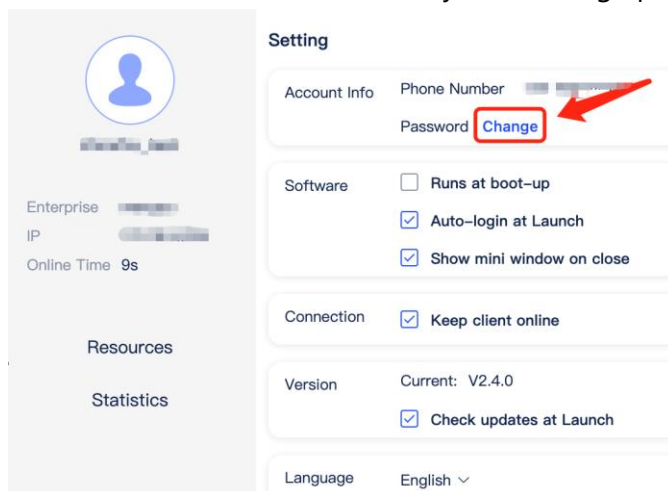 Setting
Account Info
Phone Number
Password Change
Software
Runs at boot-up
Auto-login at Launch
Show mini window on close
Enterprise
IP
Online Time 9s
Connection
Keep client online
Resources
Statistics
Version
Current: V2.4.0
Check updates at Launch
Language
English